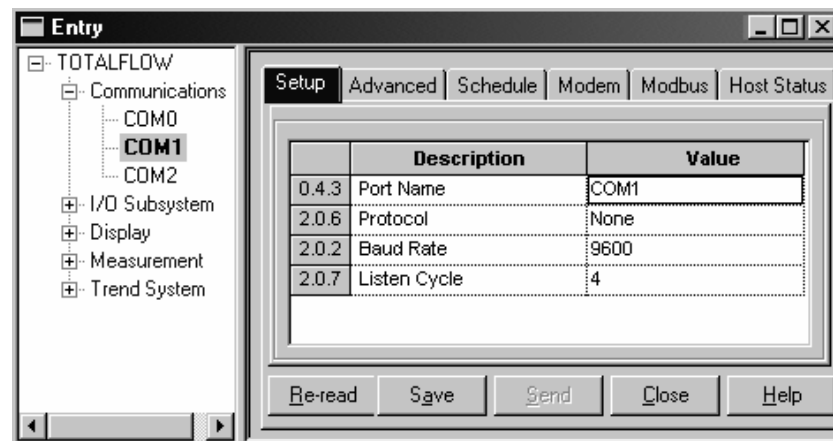 Entry
TOTALFLOW
Communications
COM0
COM1
COM2
I/O Subsystem
Display
Measurement
Trend System
Setup Advanced Schedule Modem Modbus Host Status
Description Value
0.4.3 Port Name COM1
2.0.6 Protocol None
2.0.2 Baud Rate 9600
2.0.7 Listen Cycle 4
Re-read Save Send Close Help